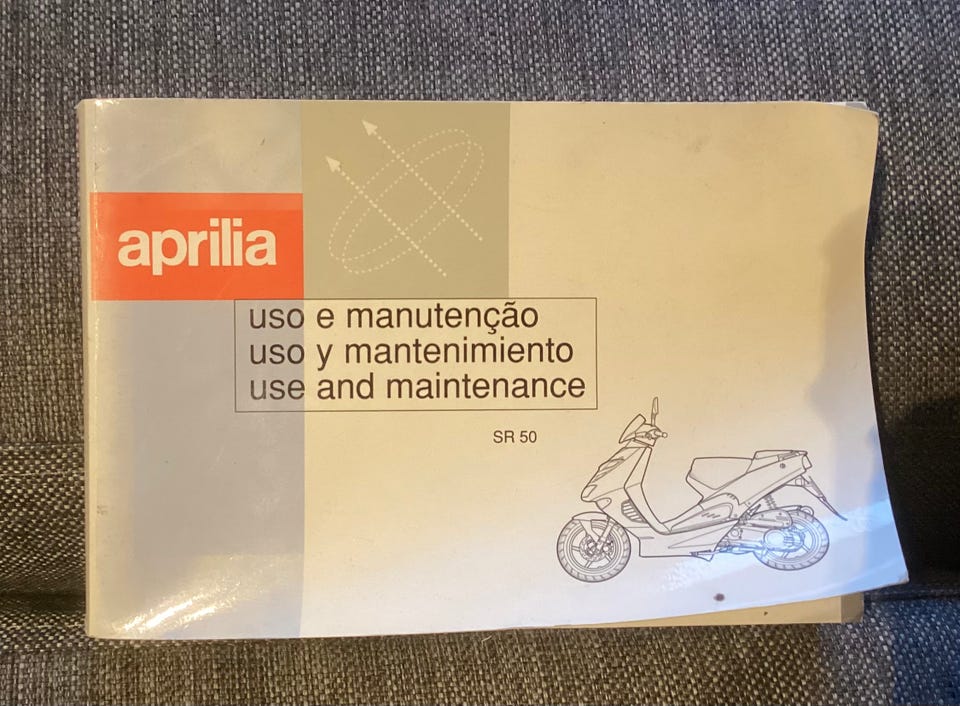 aprilia
uso e manutenção
uso y mantenimiento
use and maintenance
SR 50